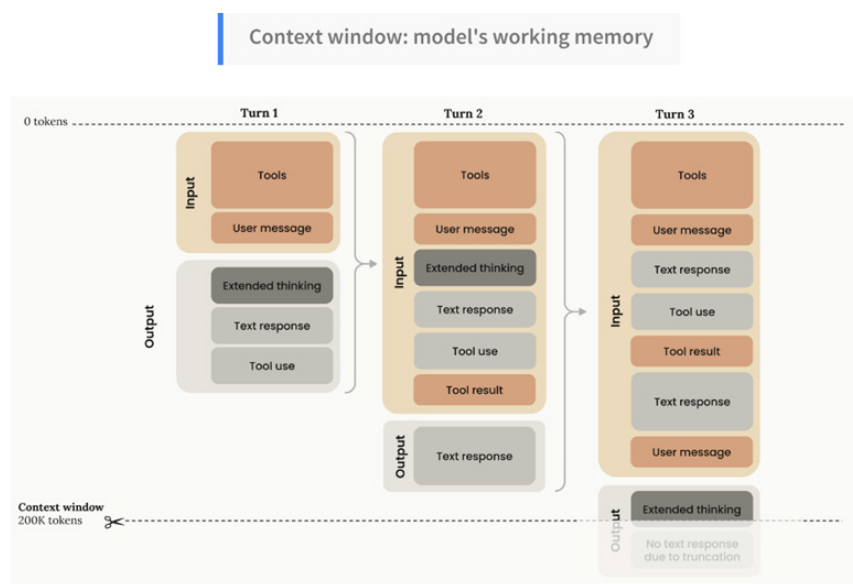 Context window: model's working memory
0 tokens
Turn 1
Turn 2
Turn 3
Input
Tools
User message
Output
Extended thinking
Text response
Tool use
Input
Tools
User message
Extended thinking
Text response
Tool use
Tool result
Output
Text response
Input
Tools
User message
Text response
Tool use
Tool result
Text response
User message
Output
Extended thinking
No text response
due to truncation
Context window
200K tokens